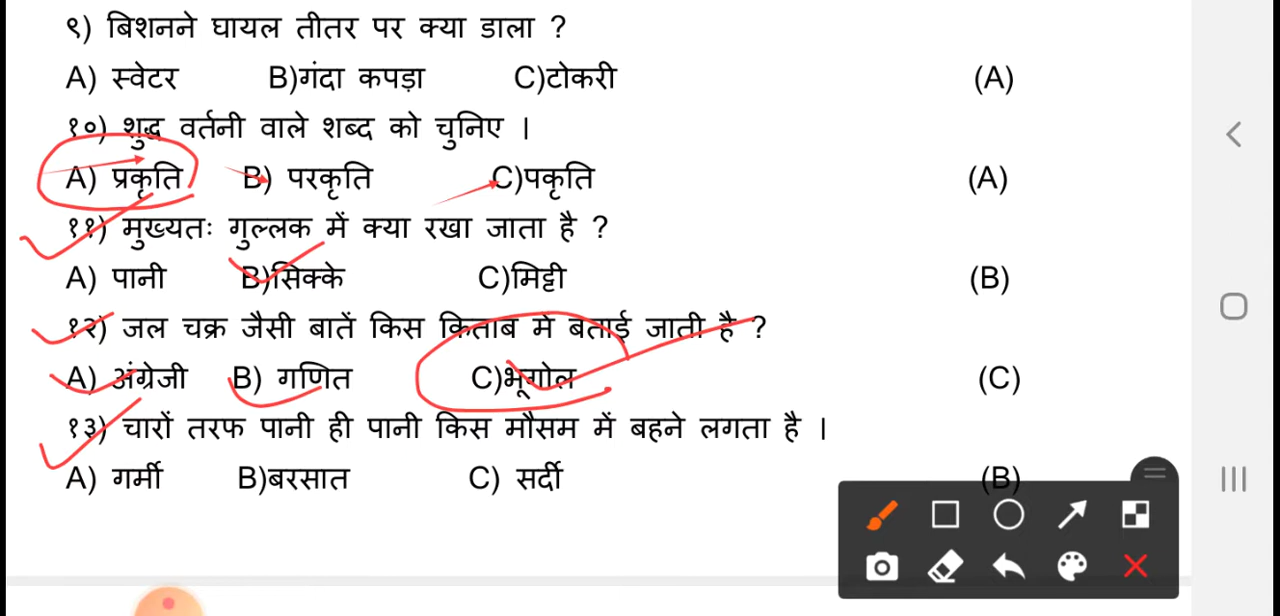 ९) बिशनने घायल तीतर पर क्या डाला ?
A) स्वेटर B)गंदा कपड़ा C)टोकरी (A)
१०) शुद्ध वर्तनी वाले शब्द को चुनिए ।
A) प्रकृति B) परकृति C)पकृति (A)
११) मुख्यतः गुल्लक में क्या रखा जाता है ?
A) पानी B)सिक्के C)मिट्टी (B)
१२) जल चक्र जैसी बातें किस किताब में बताई जाती है ?
A) अंग्रेजी B) गणित C)भूगोल (C)
१३) चारों तरफ पानी ही पानी किस मौसम में बहने लगता है ।
A) गर्मी B)बरसात C) सर्दी (B)